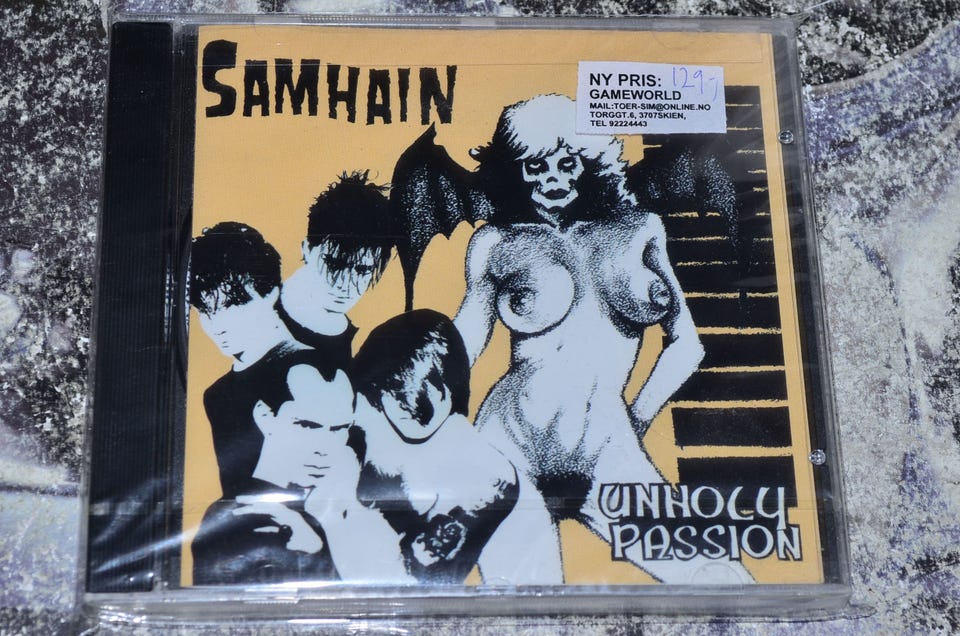 SAMHAIN
NY PRIS: 129,-
GAMEWORLD
MAIL:TOER-SIM@ONLINE.NO
TORGGT.6, 3707SKIEN,
TEL 92224443
UNHOLY
PASSION